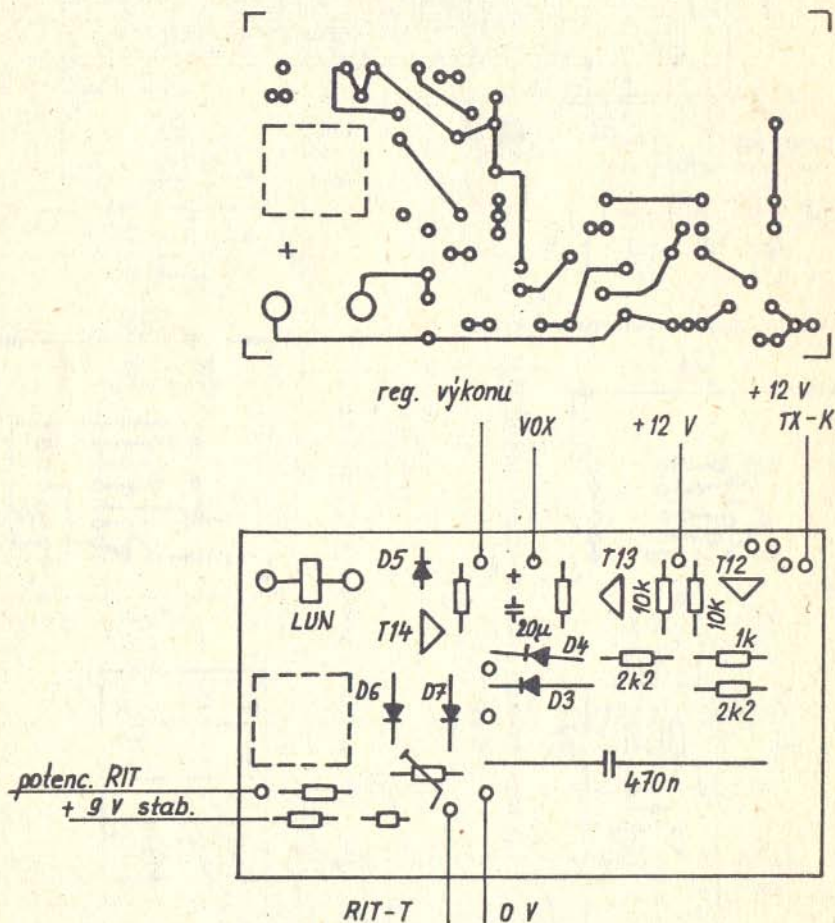 +
reg. výkonu
+ 12 V
VOX
+12 V
TX-K
D5
LUN
T14
+
20μ
T13
10k
10k
T12
D4
1k
2k2
D3
2k2
D6
D7
470n
potenc. RIT
+ 9 V stab.
RIT-T
0 V